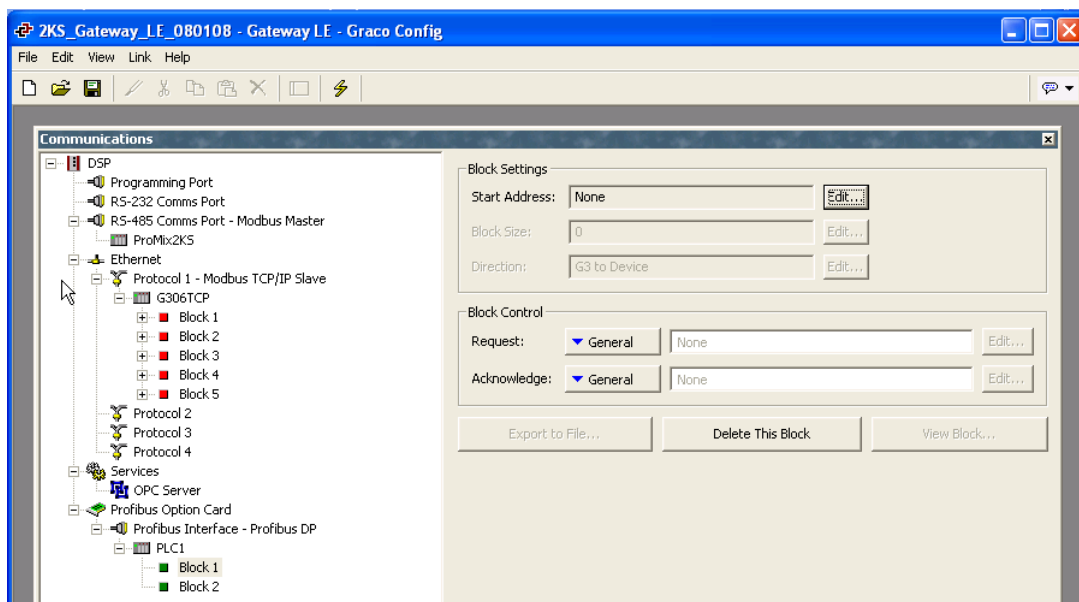 2KS_Gateway_LE_080108 - Gateway LE - Graco Config
File Edit View Link Help
Communications
DSP
Programming Port
RS-232 Comms Port
RS-485 Comms Port - Modbus Master
ProMix2KS
Ethernet
Protocol 1 - Modbus TCP/IP Slave
G306TCP
Block 1
Block 2
Block 3
Block 4
Block 5
Protocol 2
Protocol 3
Protocol 4
Services
OPC Server
Profibus Option Card
Profibus Interface - Profibus DP
PLC1
Block 1
Block 2
Block Settings
Start Address: None Edit...
Block Size: 0 Edit...
Direction: G3 to Device Edit...
Block Control
Request: General None Edit...
Acknowledge: General None Edit...
Export to File... Delete This Block View Block...